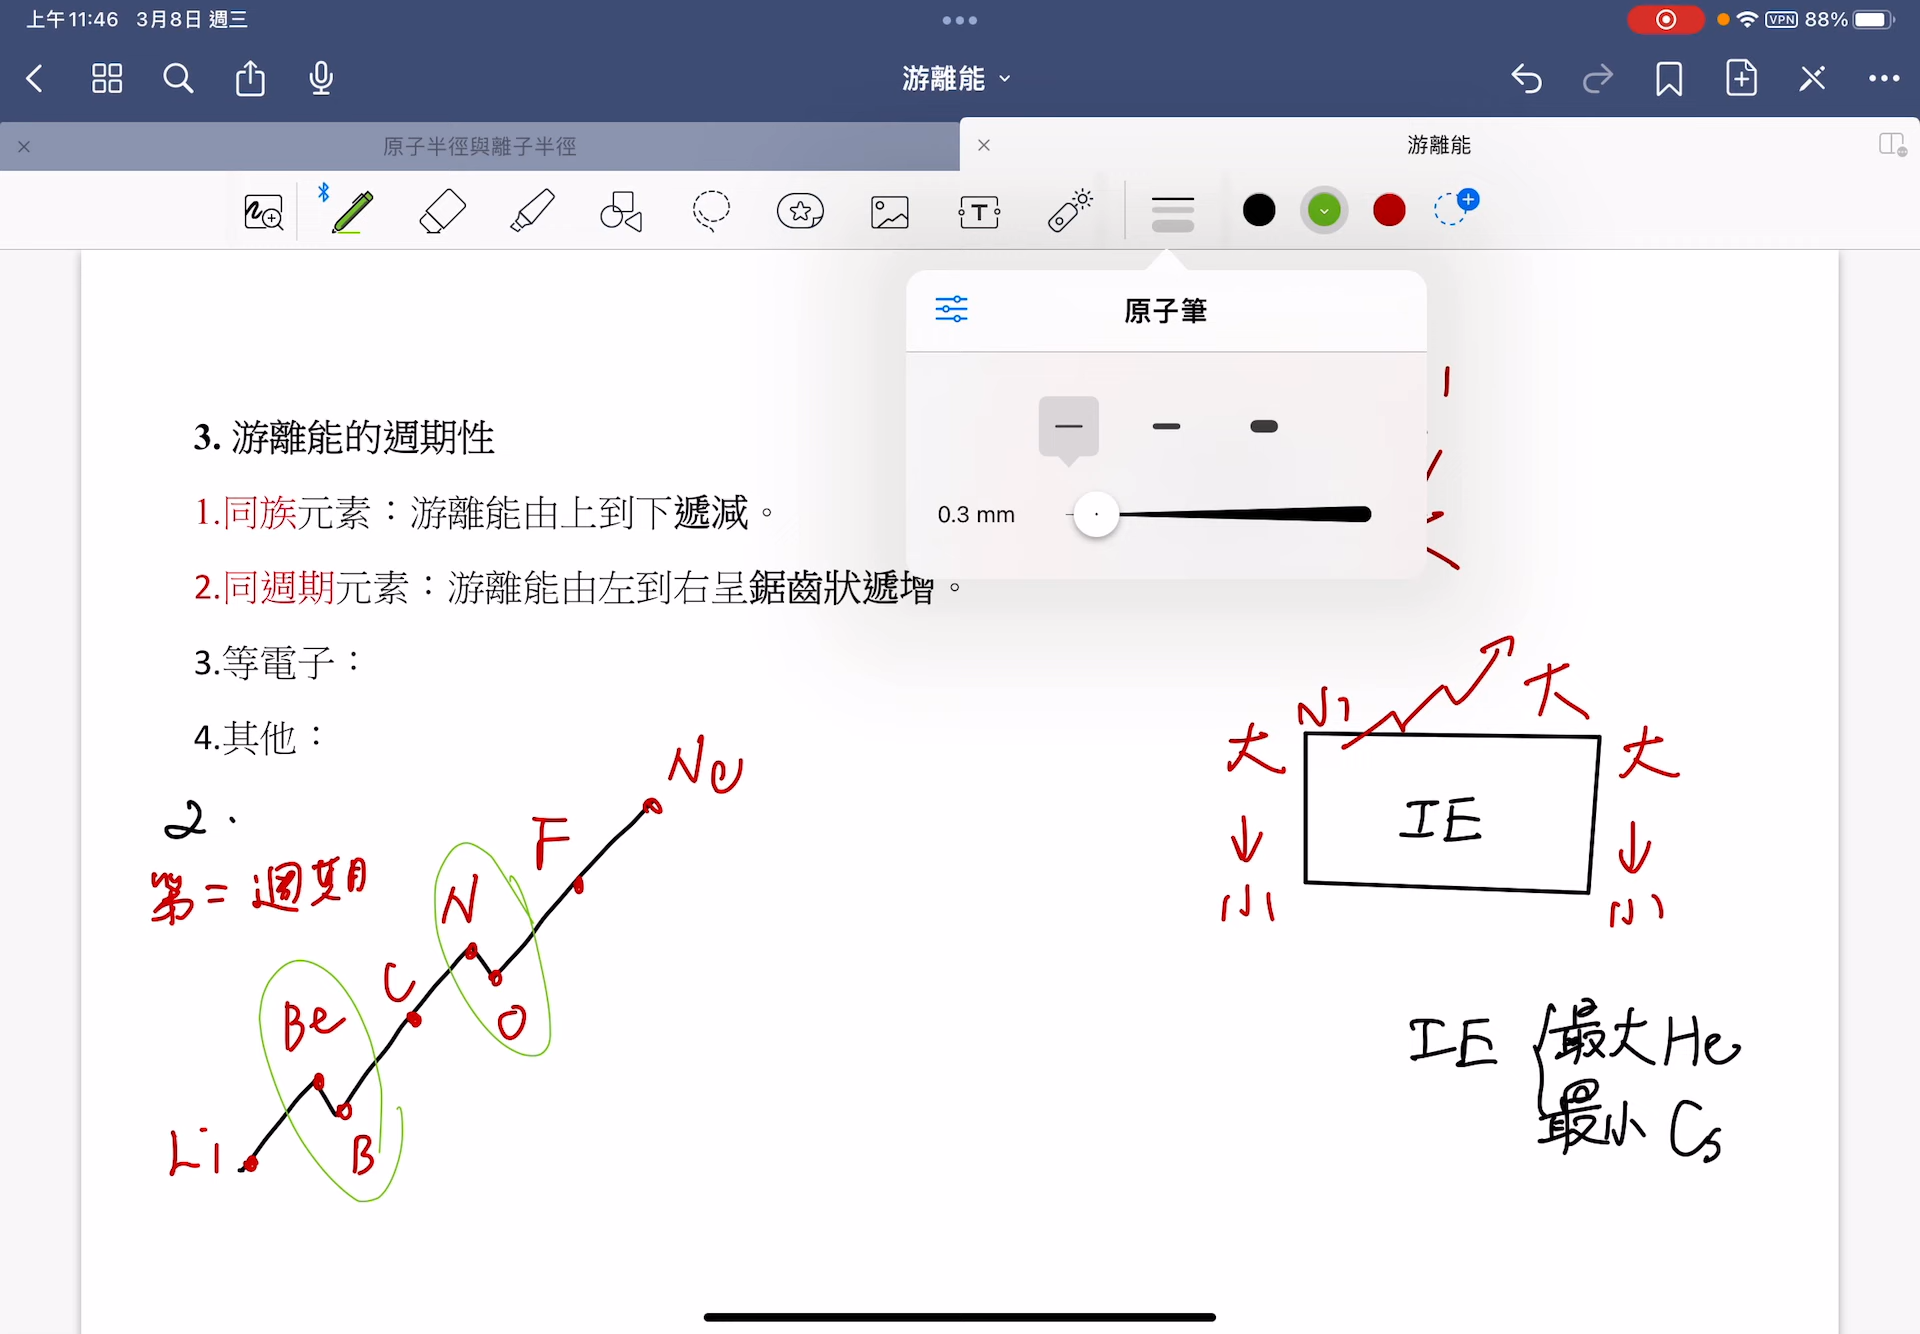 上午11:46 3月8日 週三
VPN 88%
游離能
原子半徑與離子半徑
游離能
T
原子筆
0.3 mm
3. 游離能的週期性
1.同族元素：游離能由上到下遞減。
2.同週期元素：游離能由左到右呈鋸齒狀遞增。
3.等電子：
4.其他：
2.
第二週期
Li
Be
B
C
N
O
F
Ne
大
大
大
IE
小
小
IE 最大 He
最小 Cs